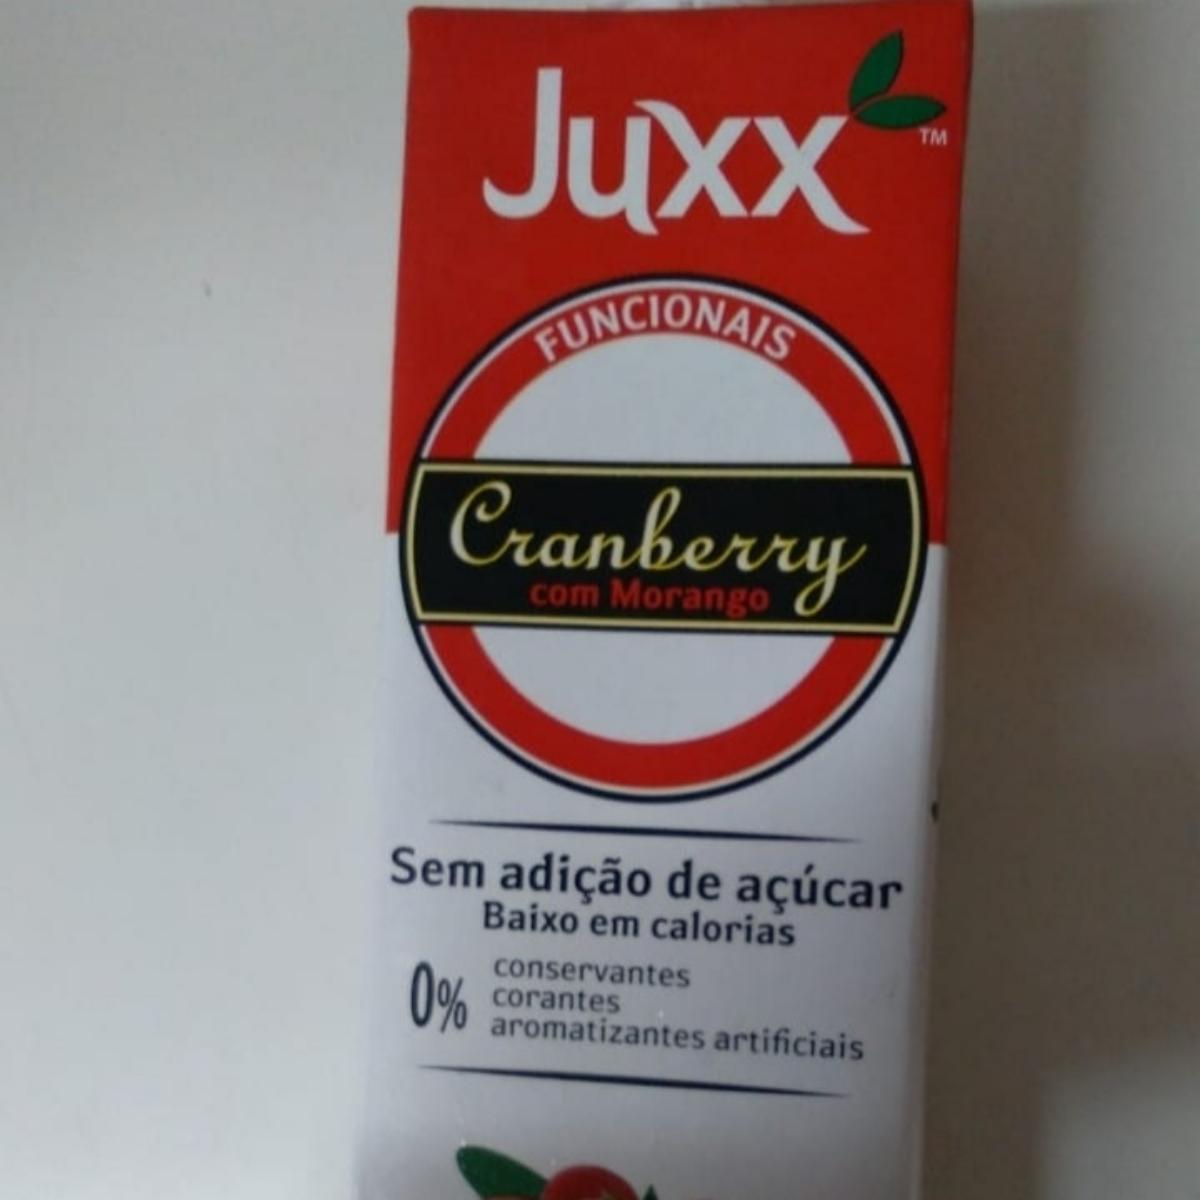 Juxx
TM
FUNCIONAIS
Cranberry
com Morango
Sem adição de açúcar
Baixo em calorias
0%
conservantes
corantes
aromatizantes artificiais